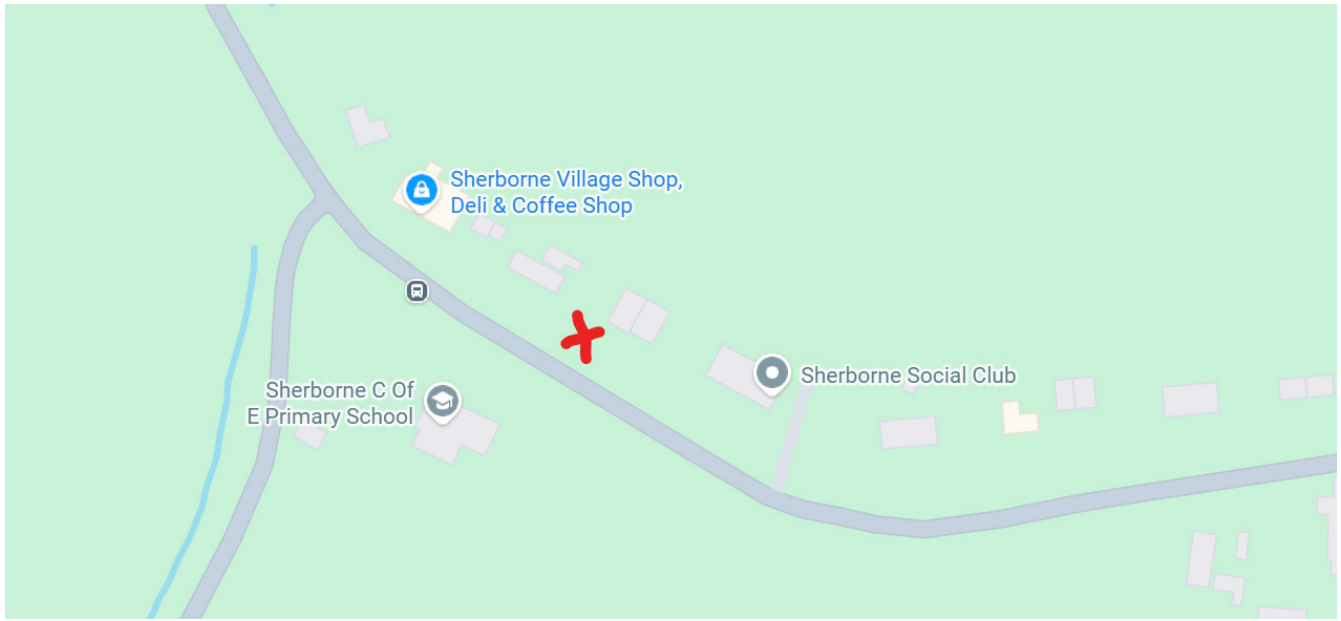 Sherborne Village Shop,
Deli & Coffee Shop
Sherborne Social Club
Sherborne C Of
E Primary School